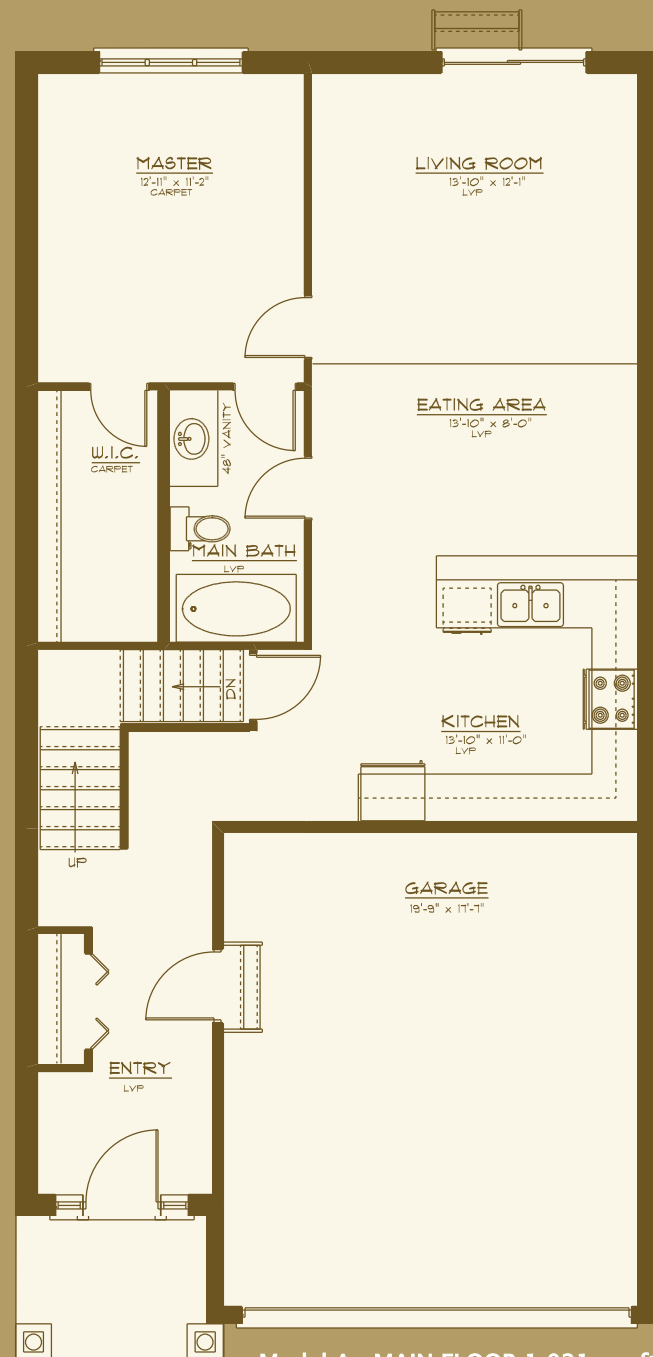 MASTER
12'-11" x 11'-2"
CARPET
LIVING ROOM
13'-10" x 12'-1"
LVP
EATING AREA
13'-10" x 8'-0"
LVP
W.I.C.
CARPET
48" VANITY
MAIN BATH
LVP
DN
KITCHEN
13'-10" x 11'-0"
LVP
UP
GARAGE
19'-9" x 17'-7"
ENTRY
LVP